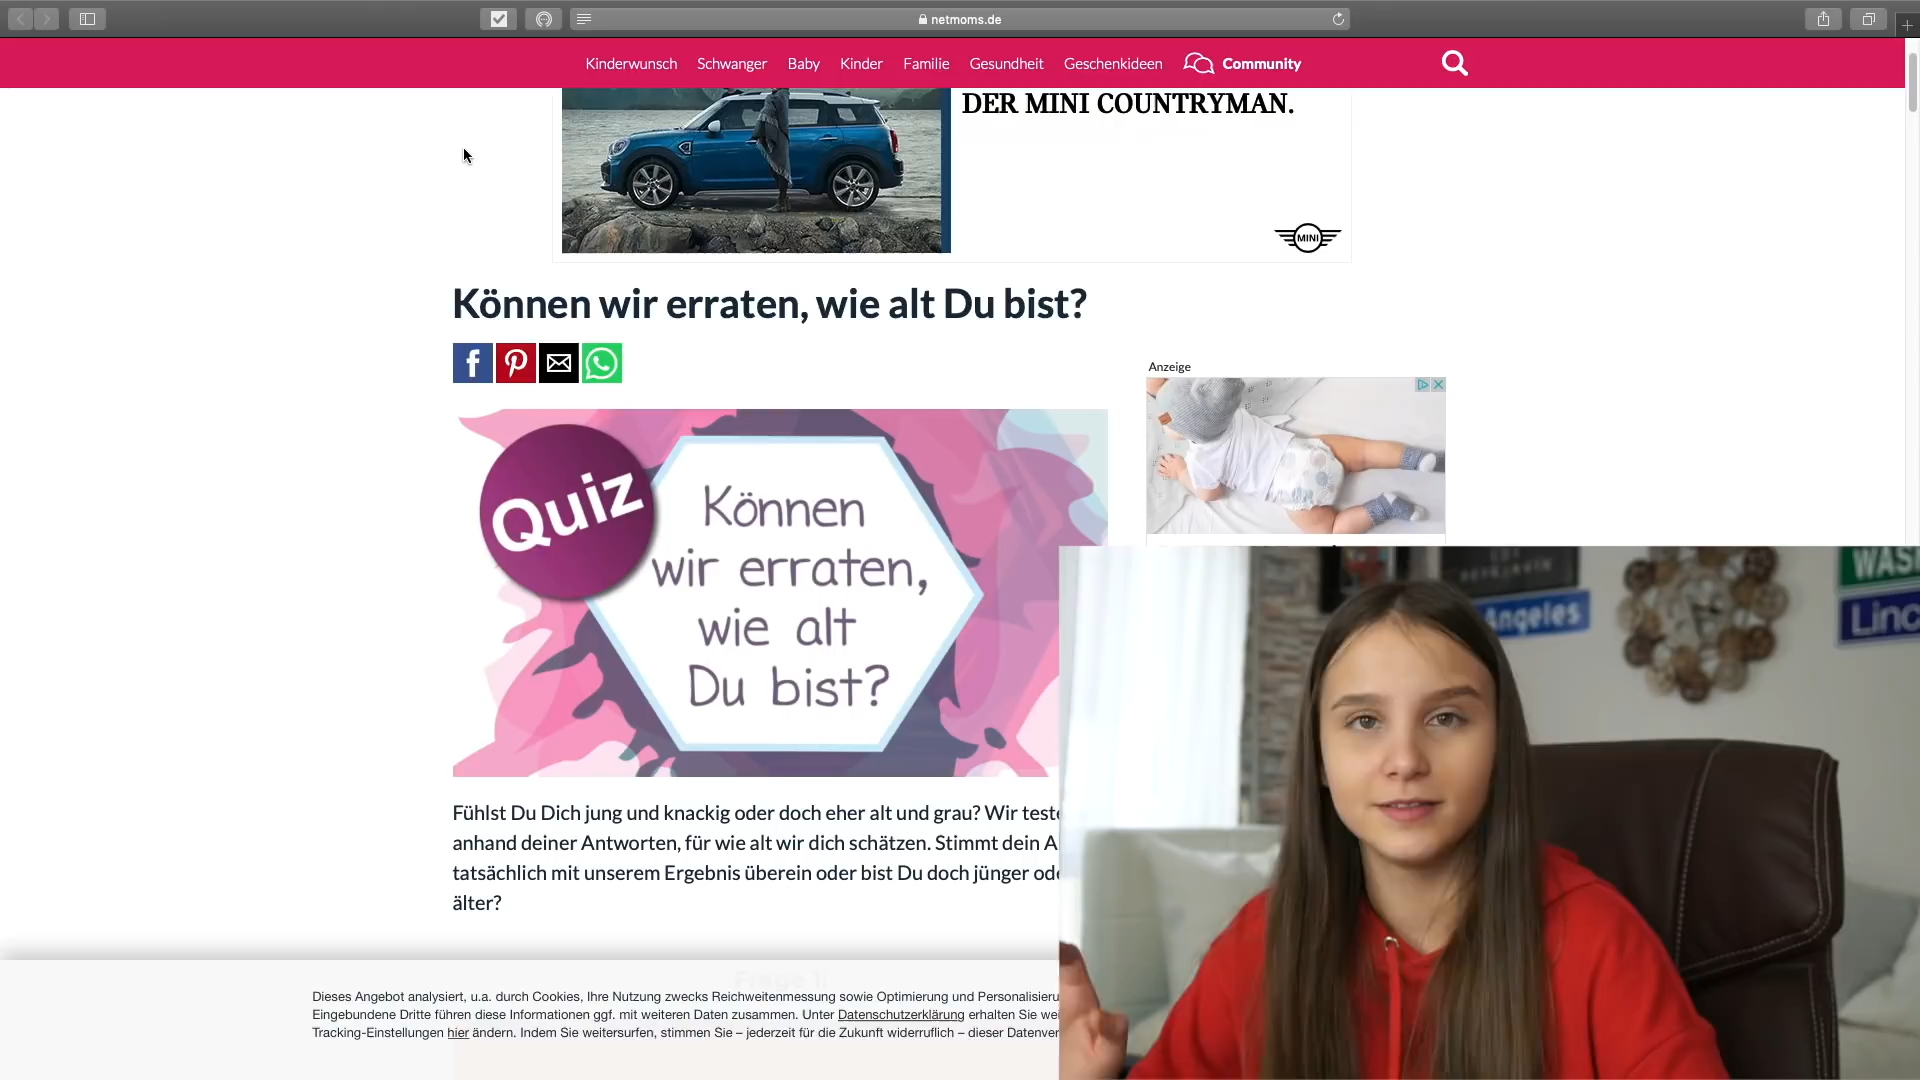 netmoms.de
Kinderwunsch Schwanger Baby Kinder Familie Gesundheit Geschenkideen Community
DER MINI COUNTRYMAN.
MINI
Können wir erraten, wie alt Du bist?
Anzeige
Quiz
Können
wir erraten,
wie alt
Du bist?
Angeles
WASH
Linc
Fühlst Du Dich jung und knackig oder doch eher alt und grau? Wir teste
anhand deiner Antworten, für wie alt wir dich schätzen. Stimmt dein A
tatsächlich mit unserem Ergebnis überein oder bist Du doch jünger ode
älter?
Frage 1:
Dieses Angebot analysiert, u.a. durch Cookies, Ihre Nutzung zwecks Reichweitenmessung sowie Optimierung und Personalisieru
Eingebundene Dritte führen diese Informationen ggf. mit weiteren Daten zusammen. Unter Datenschutzerklärung erhalten Sie wei
Tracking-Einstellungen hier ändern. Indem Sie weitersurfen, stimmen Sie – jederzeit für die Zukunft widerruflich – dieser Datenver